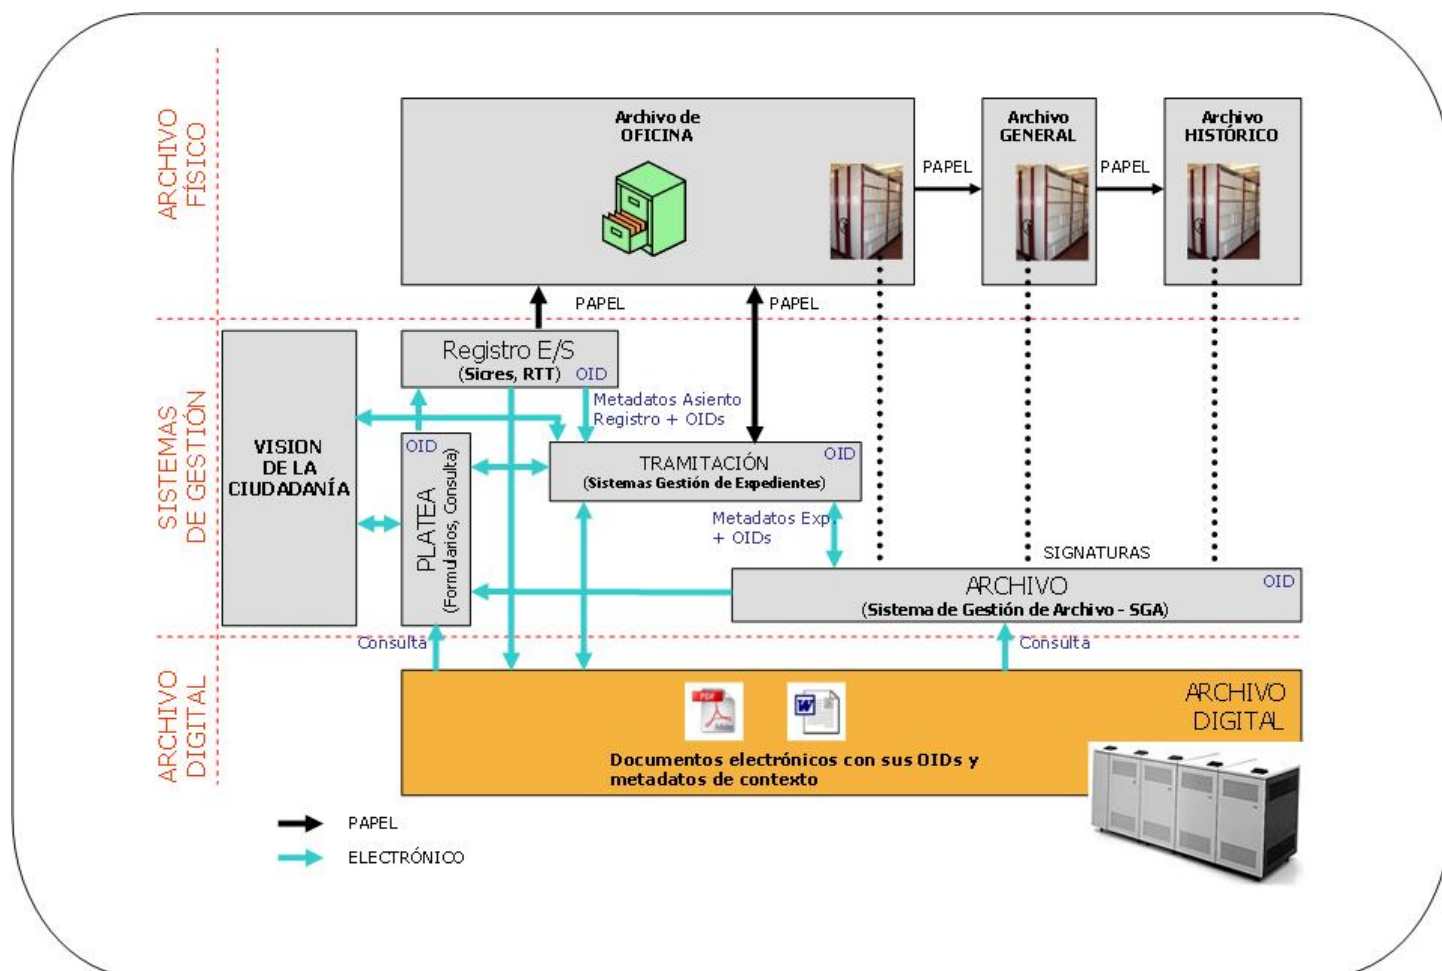 ARCHIVO
FÍSICO
Archivo de
OFICINA
Archivo
GENERAL
Archivo
HISTÓRICO
PAPEL
PAPEL
PAPEL
PAPEL
SISTEMAS
DE GESTIÓN
VISION
DE LA
CIUDADANÍA
Registro E/S
(Sicres, RTT)
OID
Metadatos Asiento
Registro + OIDs
OID
PLATEA
(Formularios, Consulta)
TRAMITACIÓN
OID
(Sistemas Gestión de Expedientes)
Metadatos Exp.
+ OIDs
SIGNATURAS
ARCHIVO
OID
(Sistema de Gestión de Archivo - SGA)
Consulta
Consulta
ARCHIVO
DIGITAL
PDF
Adobe
W
ARCHIVO
DIGITAL
Documentos electrónicos con sus OIDs y
metadatos de contexto
PAPEL
ELECTRÓNICO